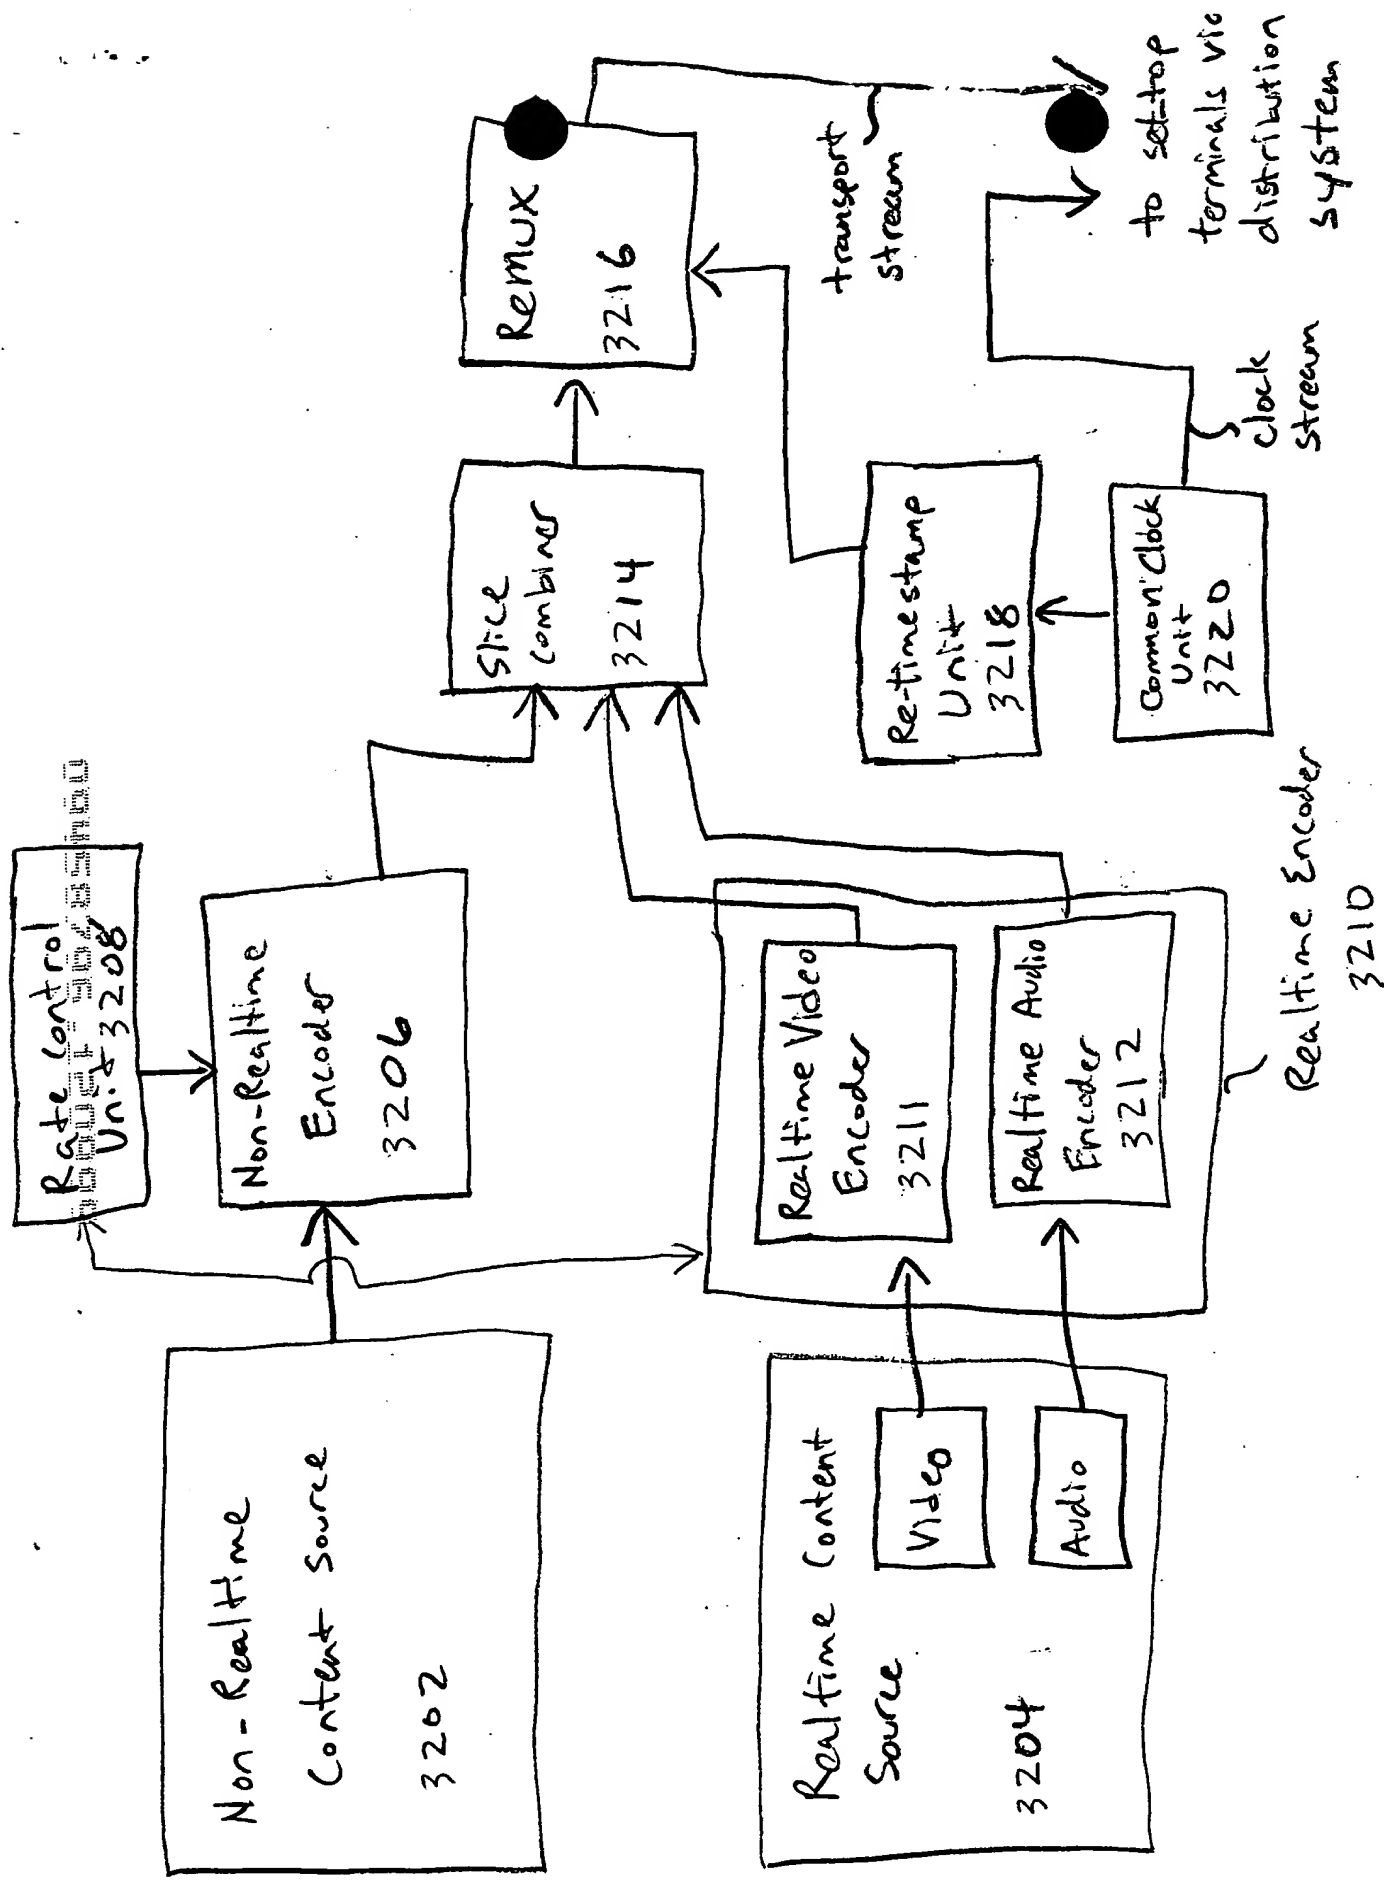 Rate Control
Unit 3208
Non-Realtime
Content Source
3202
Non-Realtime
Encoder
3206
Slice
Combiner
3214
Remux
3216
transport
stream
Realtime Content
Source
3204
Video
Audio
Realtime Video
Encoder
3211
Realtime Audio
Encoder
3212
Realtime Encoder
3210
Re-timestamp
Unit
3218
Common Clock
Unit
3220
clock
stream
to set-top
terminals via
distribution
system